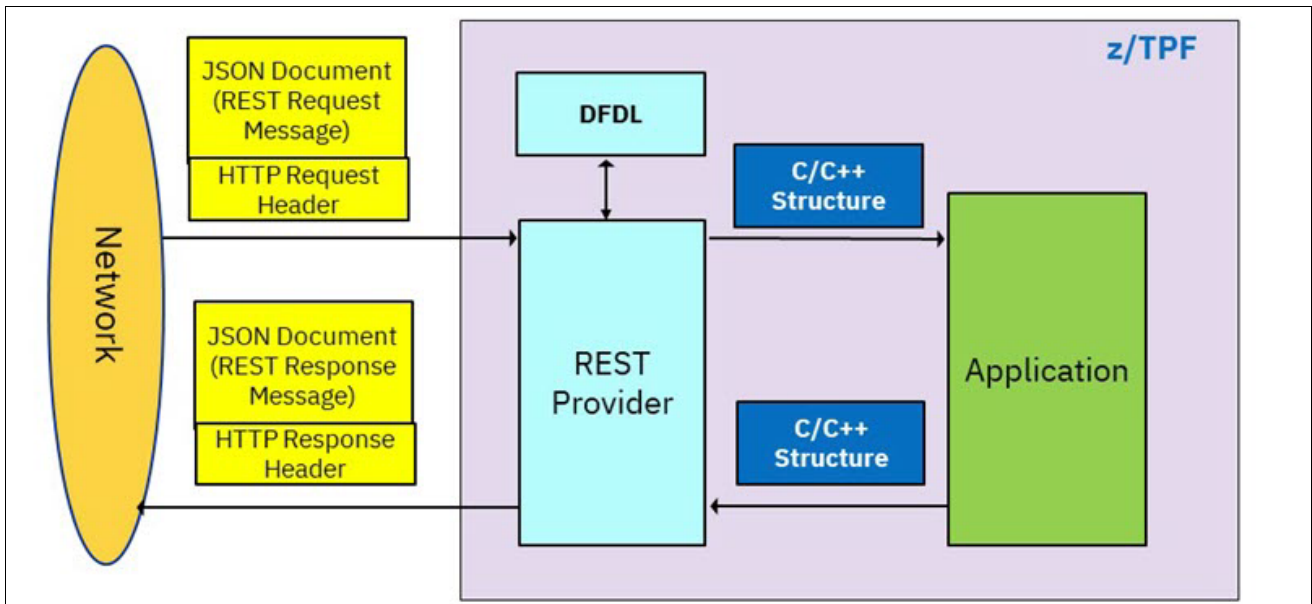 z/TPF
JSON Document
(REST Request
Message)
HTTP Request
Header
DFDL
C/C++
Structure
Network
JSON Document
(REST Response
Message)
HTTP Response
Header
REST
Provider
Application
C/C++
Structure